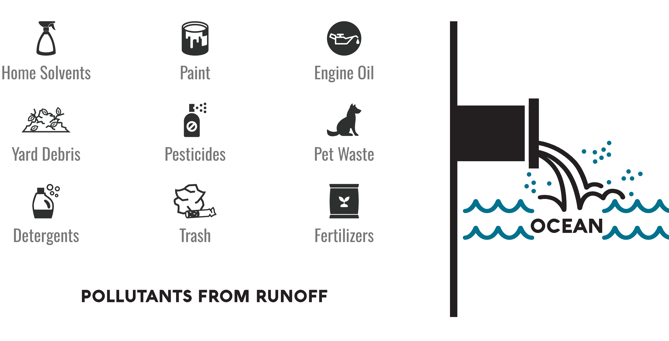 Home Solvents
Paint
Engine Oil
Yard Debris
Pesticides
Pet Waste
Detergents
Trash
Fertilizers
OCEAN
POLLUTANTS FROM RUNOFF